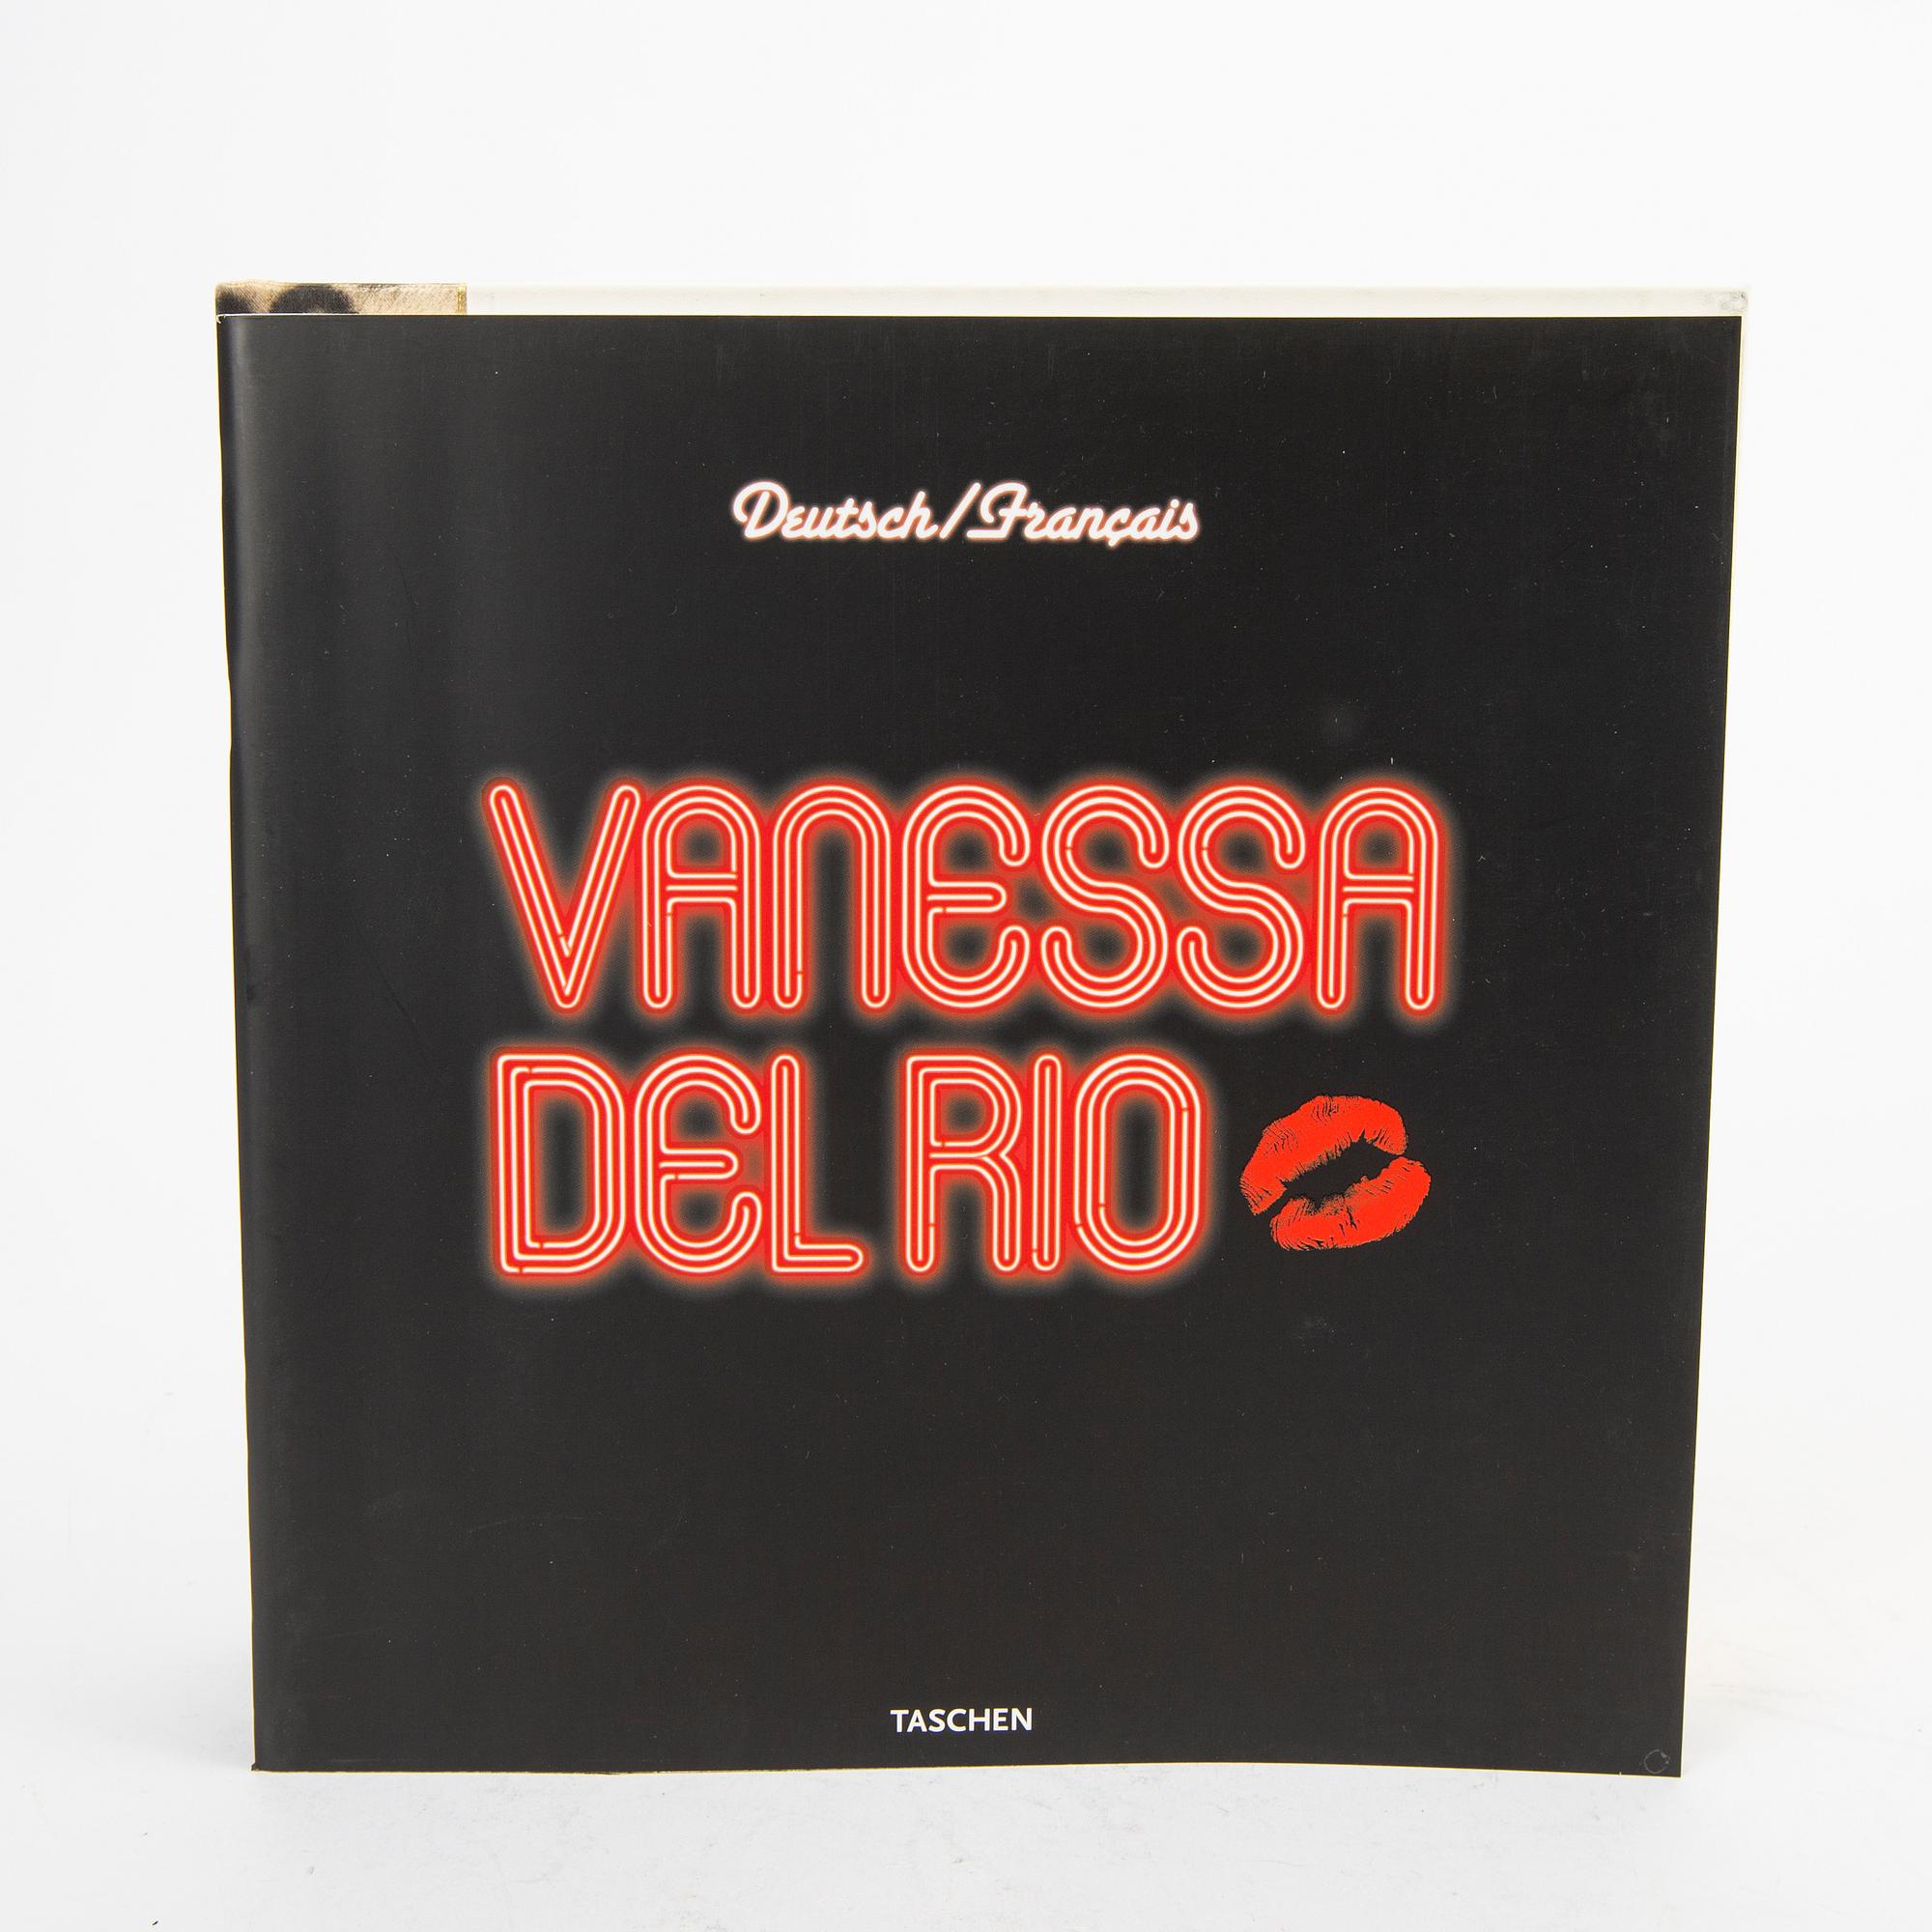 Deutsch/Français
VANESSA
DEL RIO
TASCHEN